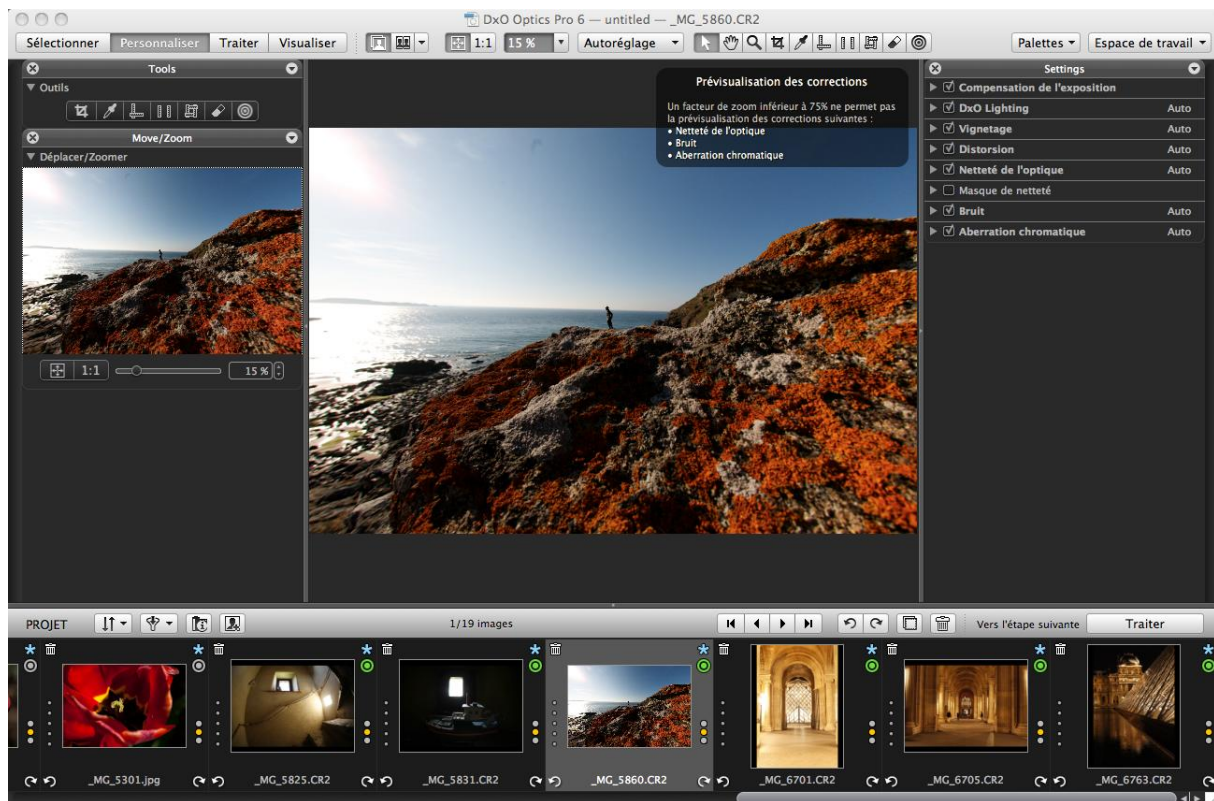 DxO Optics Pro 6 — untitled — _MG_5860.CR2
Sélectionner Personnaliser Traiter Visualiser 1:1 15 % Autoréglage Palettes Espace de travail
Tools
Outils
Move/Zoom
Déplacer/Zoomer
1:1 15 %
Prévisualisation des corrections
Un facteur de zoom inférieur à 75% ne permet pas
la prévisualisation des corrections suivantes :
• Netteté de l'optique
• Bruit
• Aberration chromatique
Settings
Compensation de l'exposition
DxO Lighting Auto
Vignetage Auto
Distorsion Auto
Netteté de l'optique Auto
Masque de netteté
Bruit Auto
Aberration chromatique Auto
PROJET 1/19 images Vers l'étape suivante Traiter
_MG_5301.jpg _MG_5825.CR2 _MG_5831.CR2 _MG_5860.CR2 _MG_6701.CR2 _MG_6705.CR2 _MG_6763.CR2